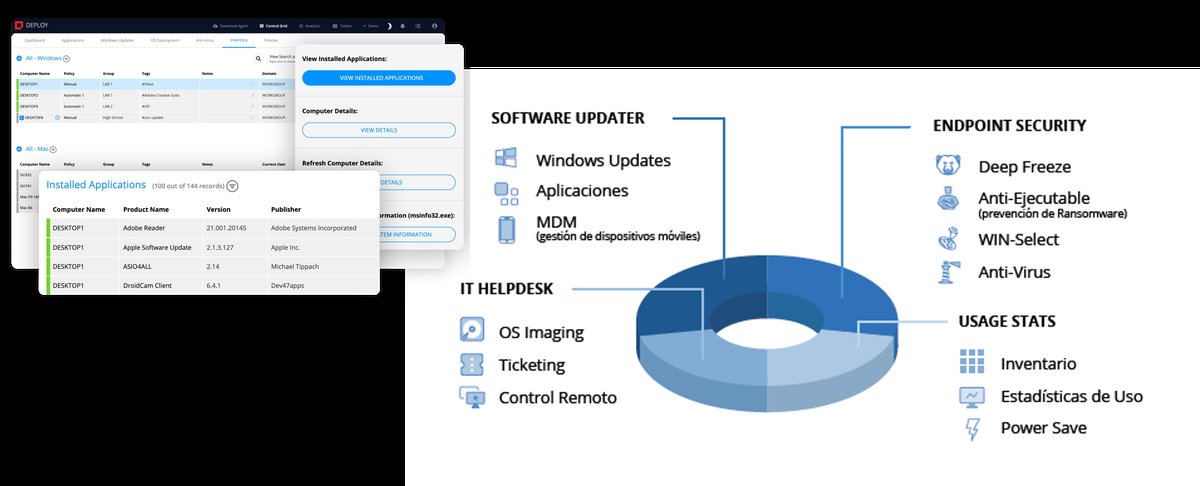 DEPLOY
Download Agent Control Grid Analytics Tickets Demo
Dashboard Applications Windows Updates OS Deployment Anti-Virus Inventory Policies
All - Windows
View Search a
Computer Name Policy Group Tags Notes Domain
DESKTOP1 Manual LAB 1 #Steve WORKGROUP
DESKTOP2 Automatic 1 LAB 1 #Adobe Creative Suite WORKGROUP
DESKTOP3 Automatic 1 LAB 2 #ISP WORKGROUP
DESKTOP4 Manual High School #ican update WORKGROUP
All - Mac
Computer Name Policy Group Tags Notes Current User
View Installed Applications:
VIEW INSTALLED APPLICATIONS
Computer Details:
VIEW DETAILS
Refresh Computer Details:
DETAILS
formation (msinfo32.exe):
STEM INFORMATION
Installed Applications (100 out of 144 records)
Computer Name Product Name Version Publisher
DESKTOP1 Adobe Reader 21.001.20145 Adobe Systems Incorporated
DESKTOP1 Apple Software Update 2.1.3.127 Apple Inc.
DESKTOP1 ASIO4ALL 2.14 Michael Tippach
DESKTOP1 DroidCam Client 6.4.1 Dev47apps
SOFTWARE UPDATER
Windows Updates
Aplicaciones
MDM
(gestión de dispositivos móviles)
IT HELPDESK
OS Imaging
Ticketing
Control Remoto
ENDPOINT SECURITY
Deep Freeze
Anti-Ejecutable
(prevención de Ransomware)
WIN-Select
Anti-Virus
USAGE STATS
Inventario
Estadísticas de Uso
Power Save